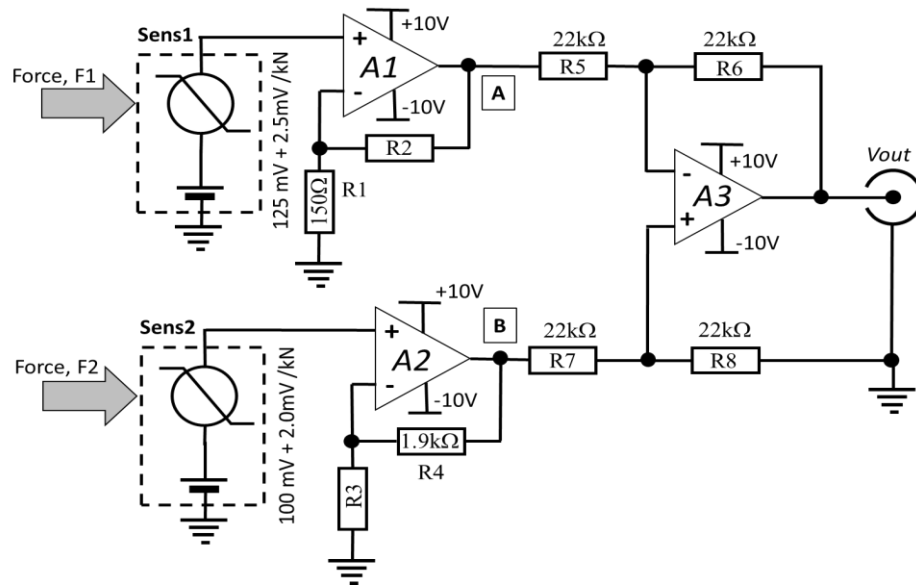 Sens1
Force, F1
125 mV + 2.5mV /kN
+
-
A1
+10V
-10V
A
R2
150Ω
R1
22kΩ
R5
22kΩ
R6
-
+
A3
+10V
-10V
Vout
Sens2
Force, F2
100 mV + 2.0mV /kN
+
-
A2
+10V
-10V
B
1.9kΩ
R4
R3
22kΩ
R7
22kΩ
R8